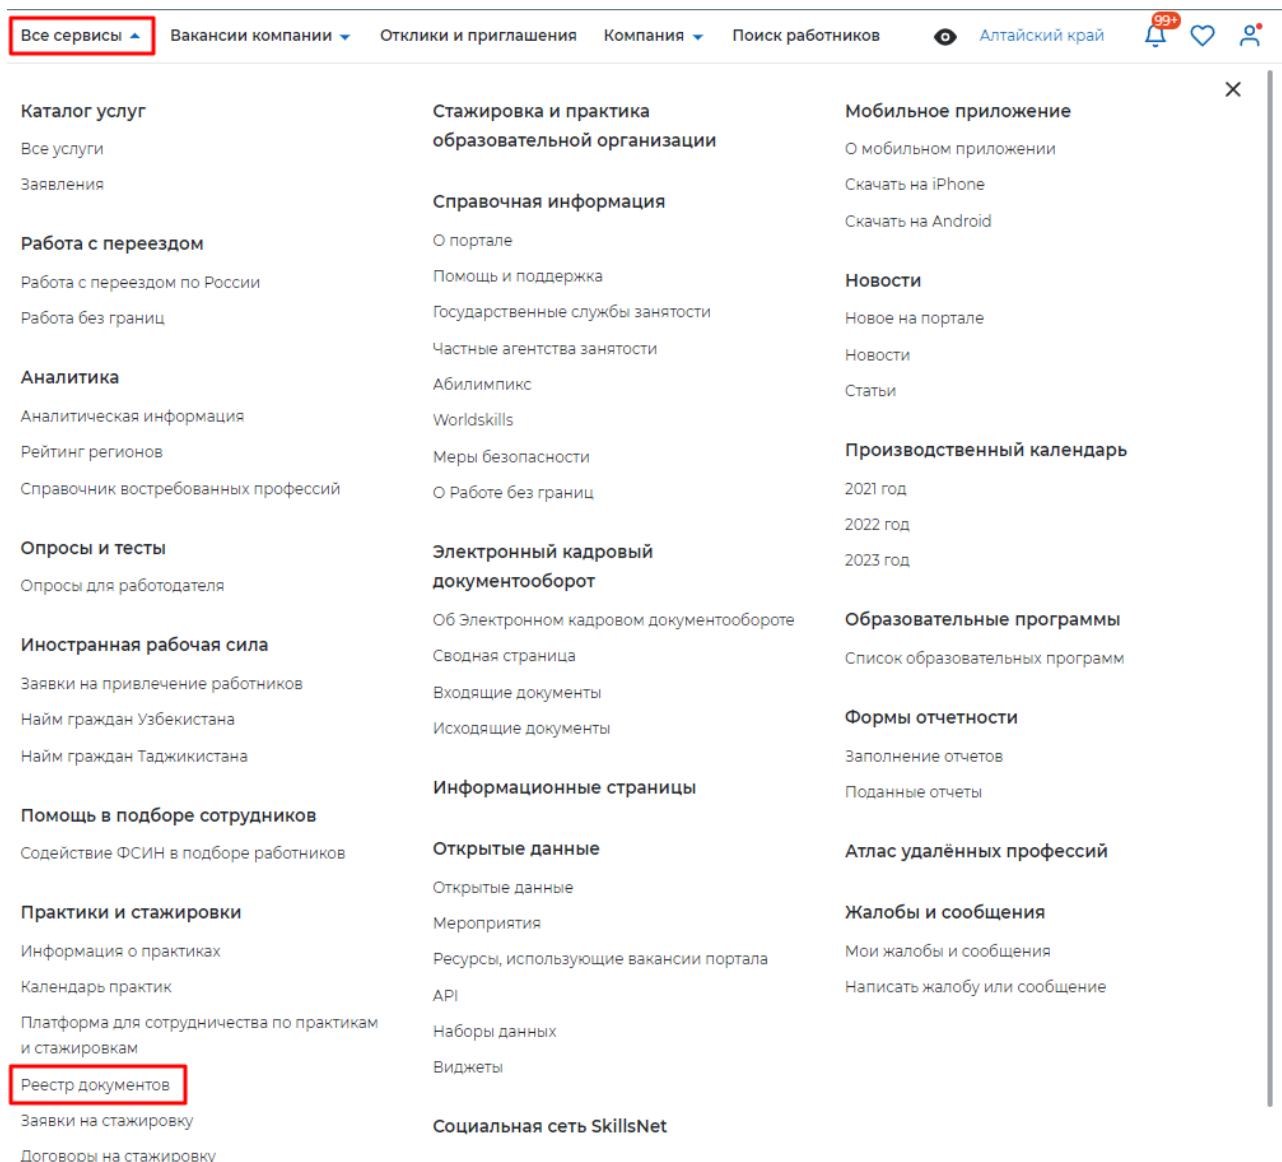 Все сервисы Вакансии компании Отклики и приглашения Компания Поиск работников Алтайский край 99+
Каталог услуг
Все услуги
Заявления
Работа с переездом
Работа с переездом по России
Работа без границ
Аналитика
Аналитическая информация
Рейтинг регионов
Справочник востребованных профессий
Опросы и тесты
Опросы для работодателя
Иностранная рабочая сила
Заявки на привлечение работников
Найм граждан Узбекистана
Найм граждан Таджикистана
Помощь в подборе сотрудников
Содействие ФСИН в подборе работников
Практики и стажировки
Информация о практиках
Календарь практик
Платформа для сотрудничества по практикам
и стажировкам
Реестр документов
Заявки на стажировку
Договоры на стажировку
Стажировка и практика
образовательной организации
Справочная информация
О портале
Помощь и поддержка
Государственные службы занятости
Частные агентства занятости
Абилимпикс
Worldskills
Меры безопасности
О Работе без границ
Электронный кадровый
документооборот
Об Электронном кадровом документообороте
Сводная страница
Входящие документы
Исходящие документы
Информационные страницы
Открытые данные
Открытые данные
Мероприятия
Ресурсы, использующие вакансии портала
API
Наборы данных
Виджеты
Социальная сеть SkillsNet
Мобильное приложение
О мобильном приложении
Скачать на iPhone
Скачать на Android
Новости
Новое на портале
Новости
Статьи
Производственный календарь
2021 год
2022 год
2023 год
Образовательные программы
Список образовательных программ
Формы отчетности
Заполнение отчетов
Поданные отчеты
Атлас удалённых профессий
Жалобы и сообщения
Мои жалобы и сообщения
Написать жалобу или сообщение